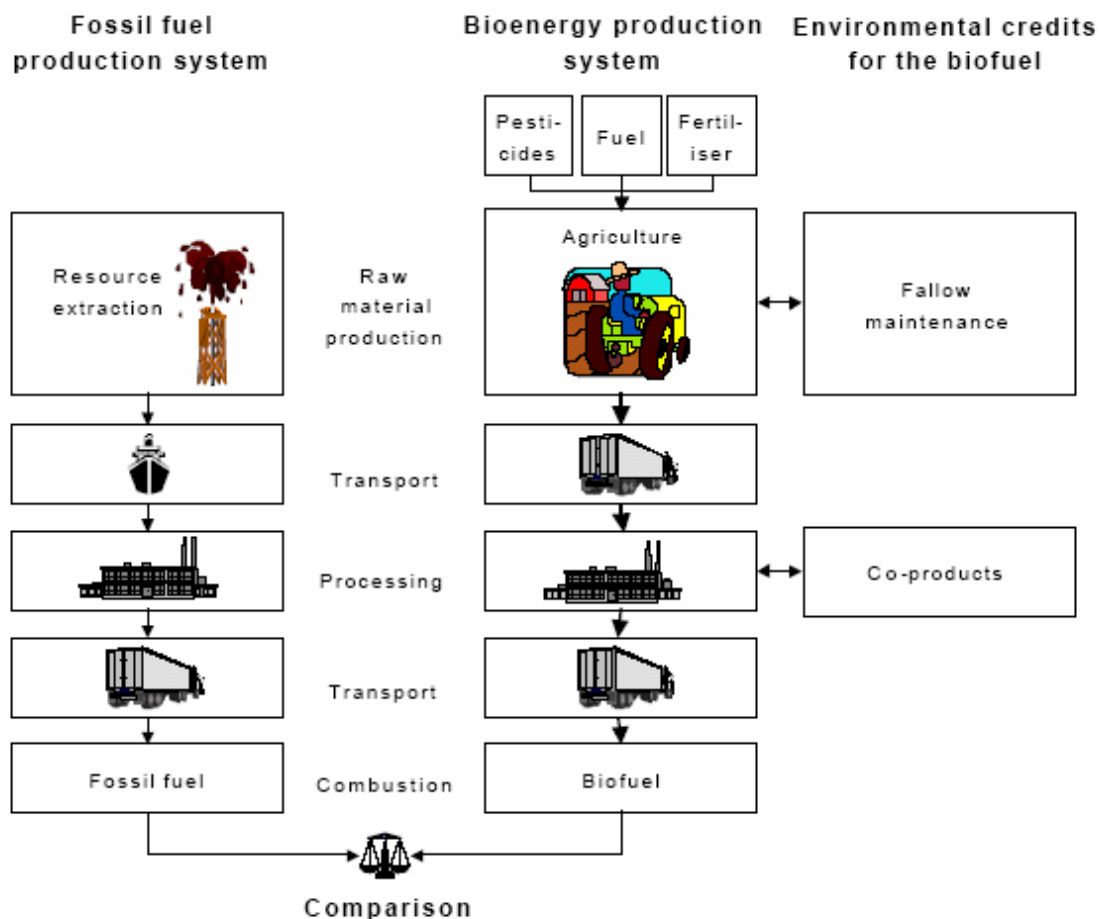 Fossil fuel
production system
Bioenergy production
system
Environmental credits
for the biofuel
Pesti-
cides
Fuel
Fertil-
iser
Resource
extraction
Raw
material
production
Agriculture
Fallow
maintenance
Transport
Processing
Co-products
Transport
Fossil fuel
Combustion
Biofuel
Comparison